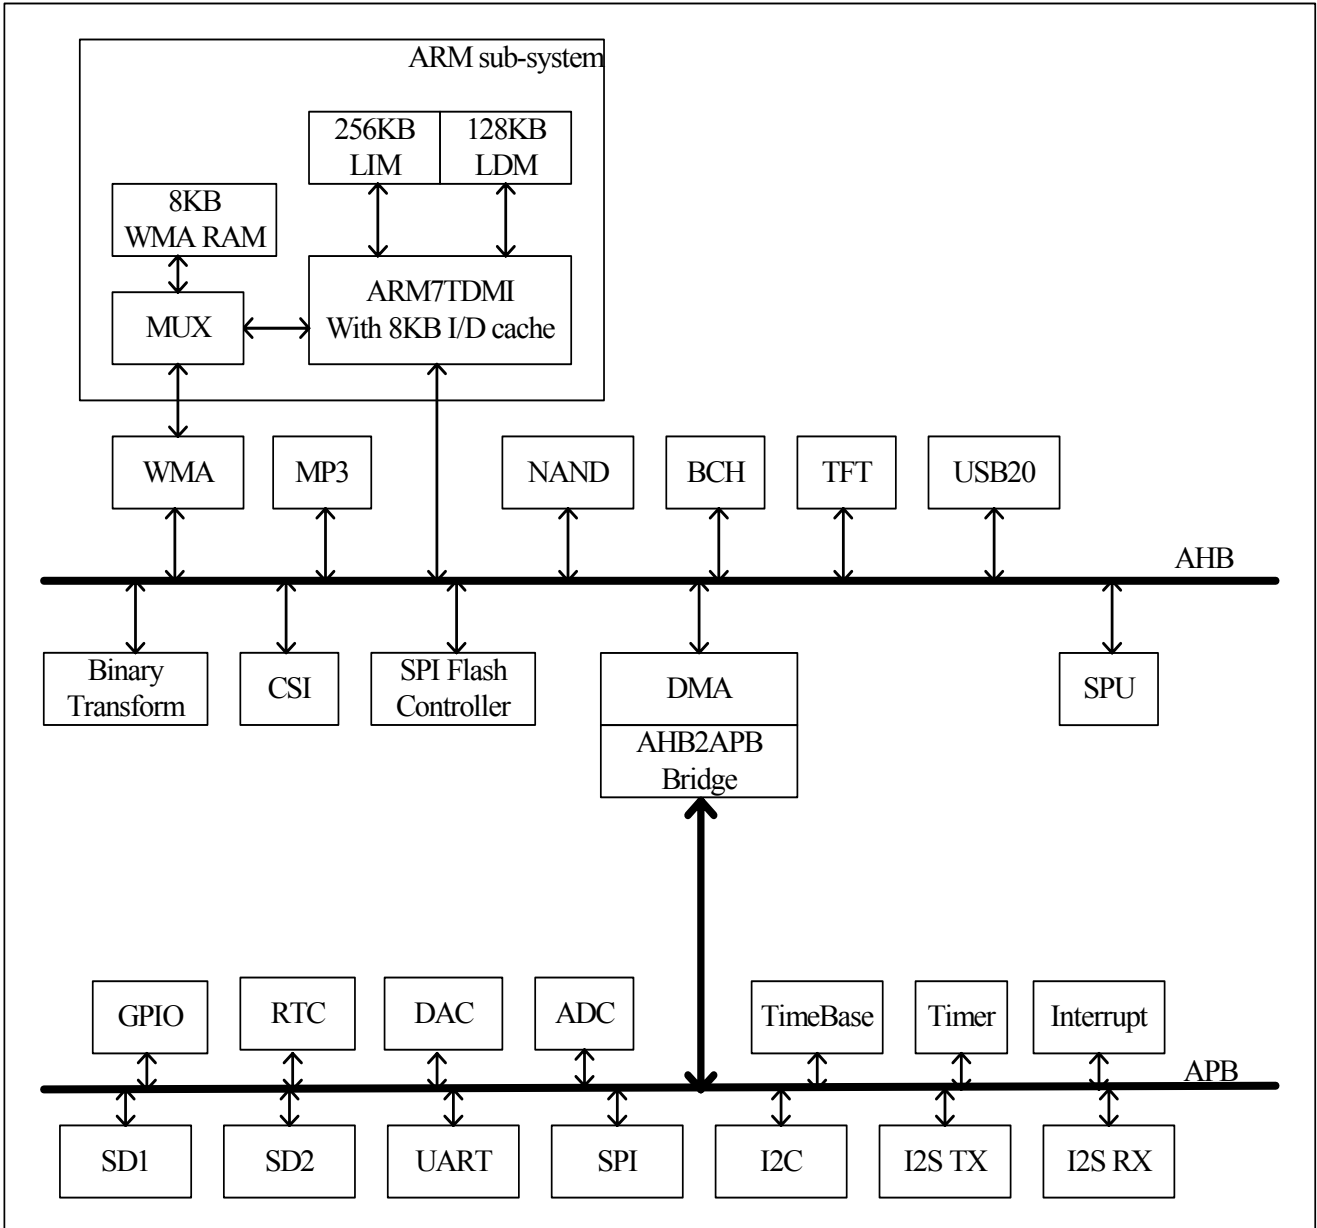 ARM sub-system
256KB
LIM
128KB
LDM
8KB
WMA RAM
MUX
ARM7TDMI
With 8KB I/D cache
WMA
MP3
NAND
BCH
TFT
USB20
AHB
Binary
Transform
CSI
SPI Flash
Controller
DMA
SPU
AHB2APB
Bridge
GPIO
RTC
DAC
ADC
TimeBase
Timer
Interrupt
APB
SD1
SD2
UART
SPI
I2C
I2S TX
I2S RX